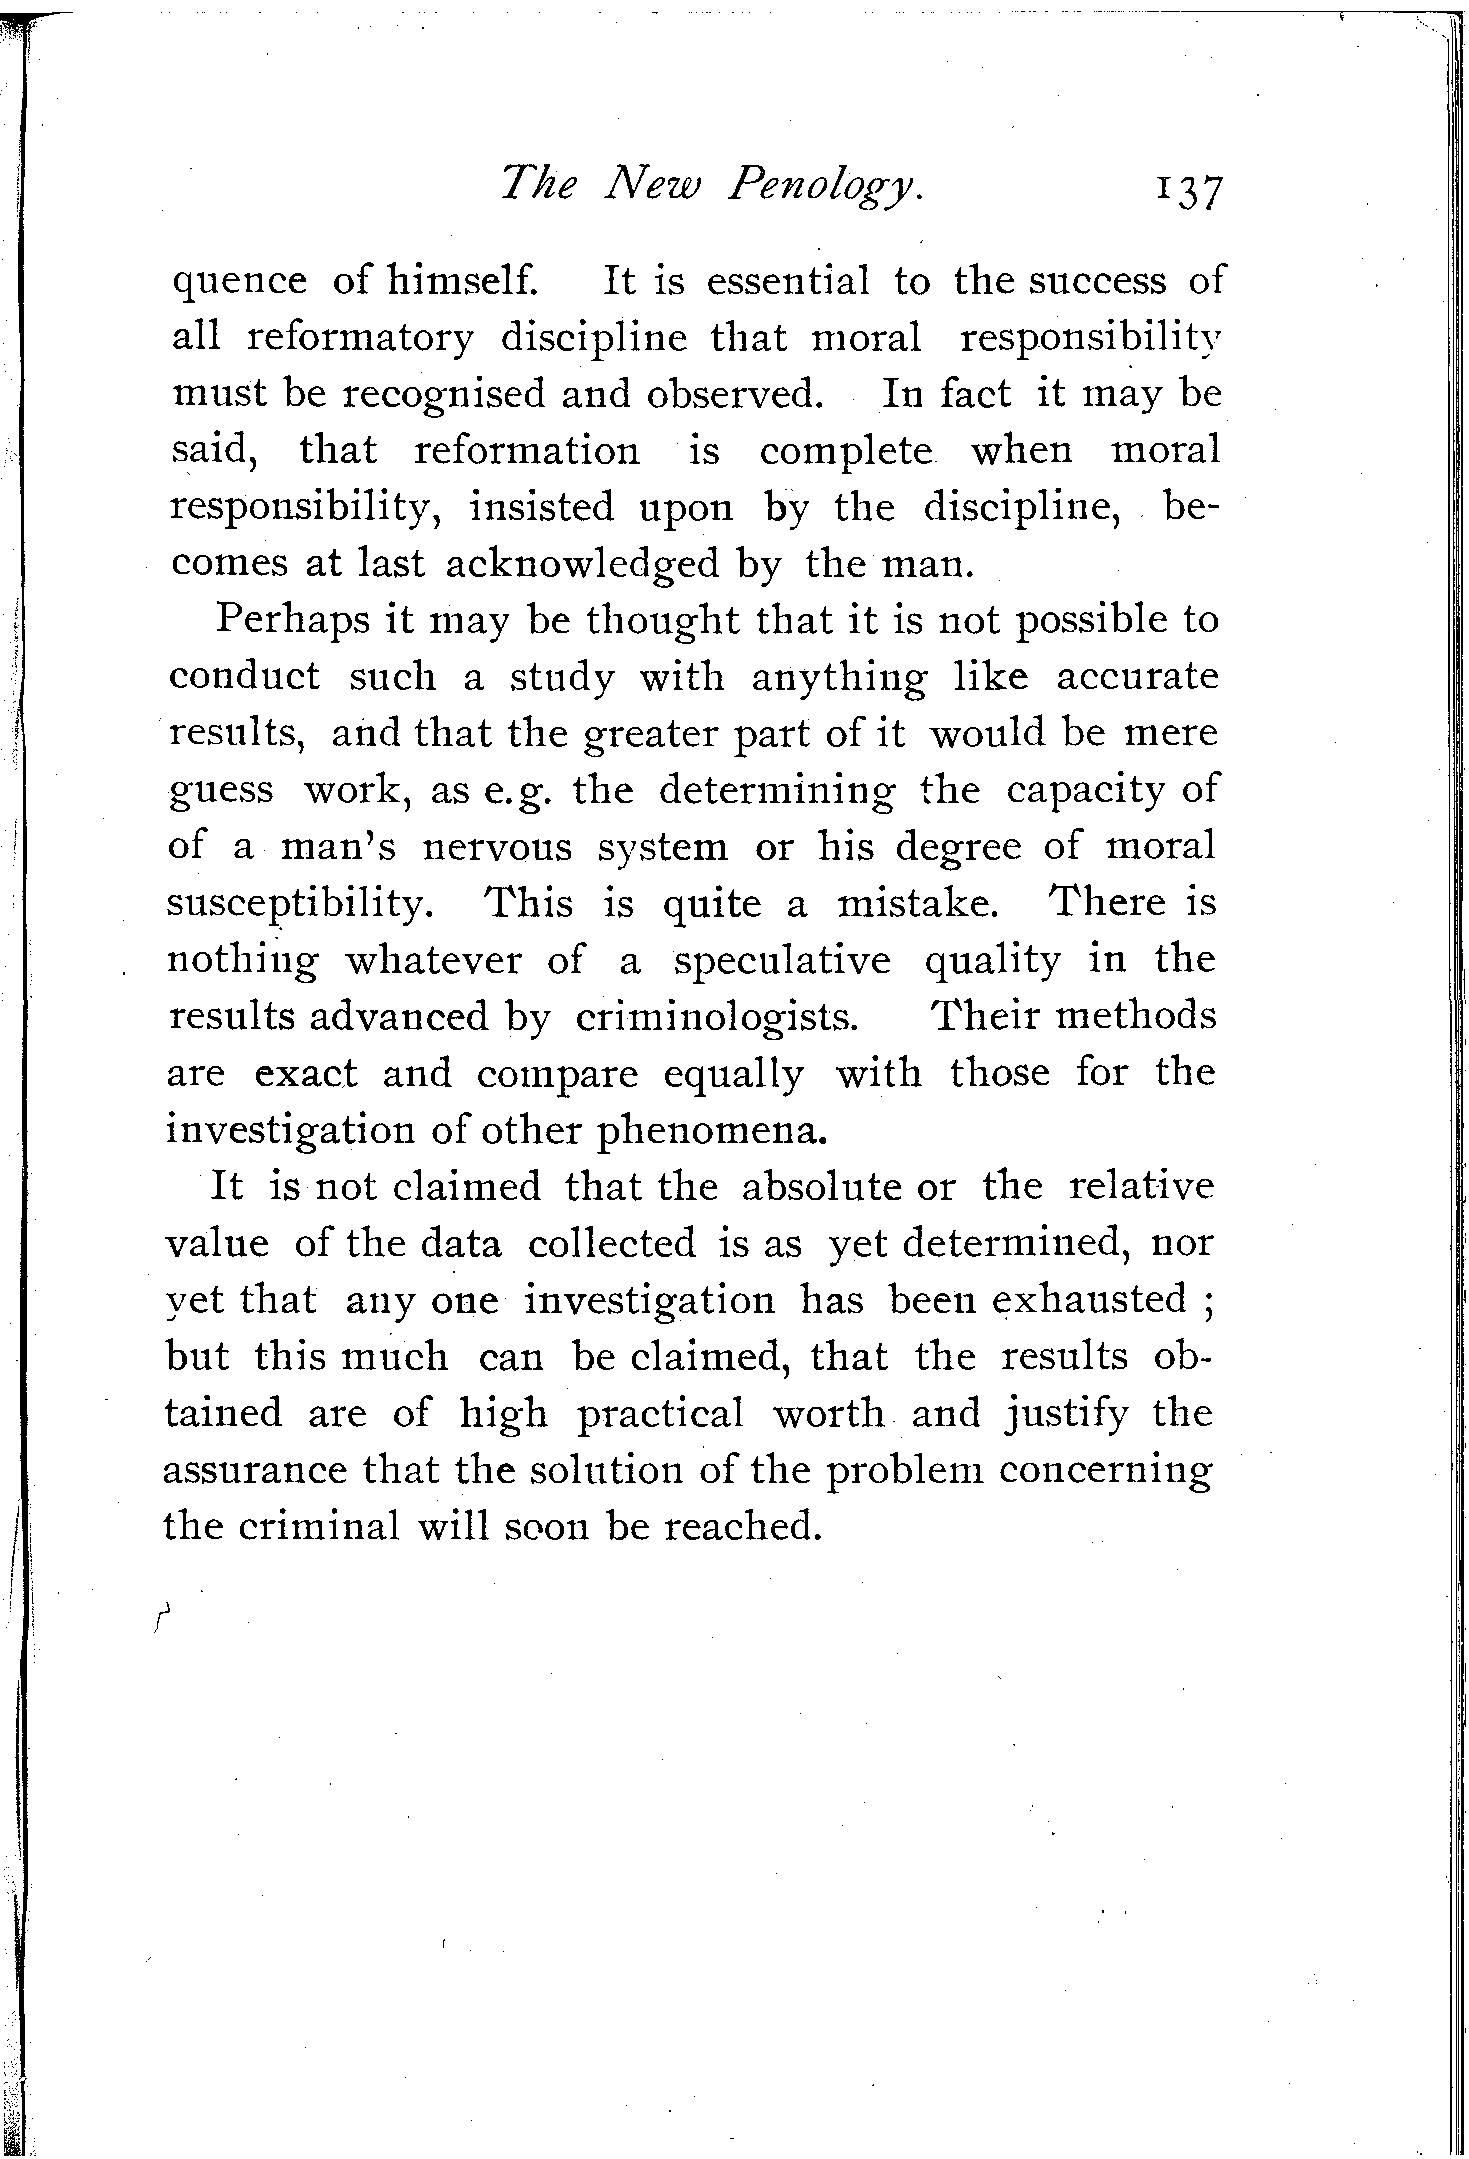 The New Penology. 137
quence of himself. It is essential to the success of
all reformatory discipline that moral responsibility
must be recognised and observed. In fact it may be
said, that reformation is complete when moral
responsibility, insisted upon by the discipline, be-
comes at last acknowledged by the man.
Perhaps it may be thought that it is not possible to
conduct such a study with anything like accurate
results, and that the greater part of it would be mere
guess work, as e.g. the determining the capacity of
of a man's nervous system or his degree of moral
susceptibility. This is quite a mistake. There is
nothing whatever of a speculative quality in the
results advanced by criminologists. Their methods
are exact and compare equally with those for the
investigation of other phenomena.
It is not claimed that the absolute or the relative
value of the data collected is as yet determined, nor
yet that any one investigation has been exhausted ;
but this much can be claimed, that the results ob-
tained are of high practical worth and justify the
assurance that the solution of the problem concerning
the criminal will soon be reached.